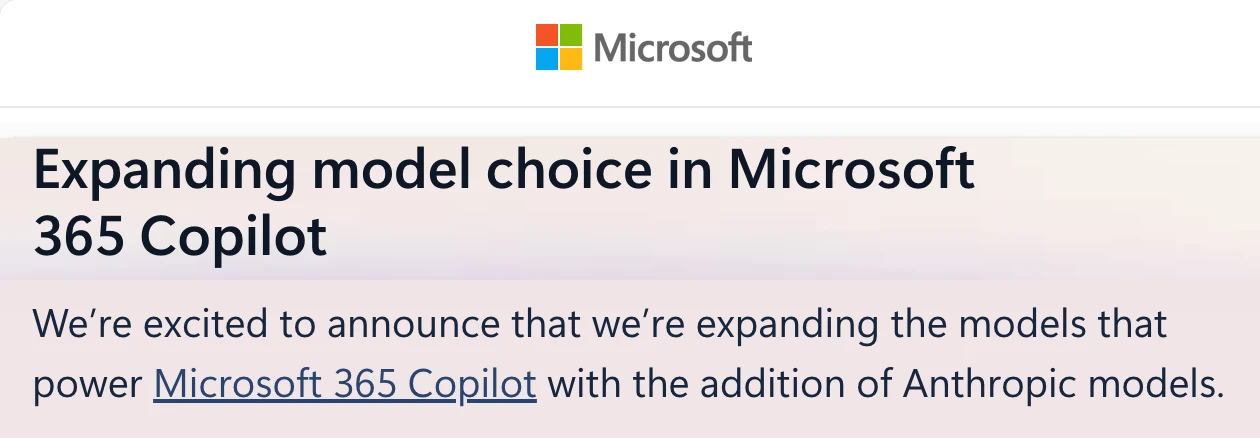 Microsoft
Expanding model choice in Microsoft
365 Copilot
We’re excited to announce that we’re expanding the models that
power Microsoft 365 Copilot with the addition of Anthropic models.